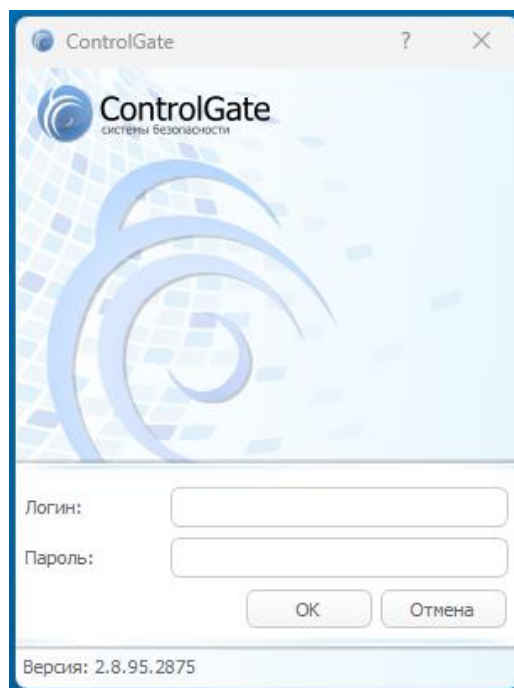 ControlGate
ControlGate
системы безопасности
Логин:
Пароль:
OK
Отмена
Версия: 2.8.95.2875